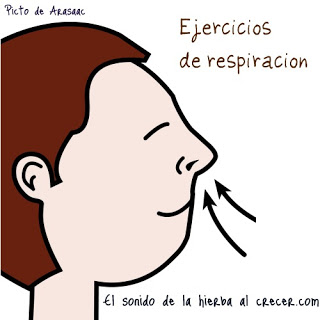 Picto de Arasaac
Ejercicios
de respiracion
El sonido de la hierba al crecer.com